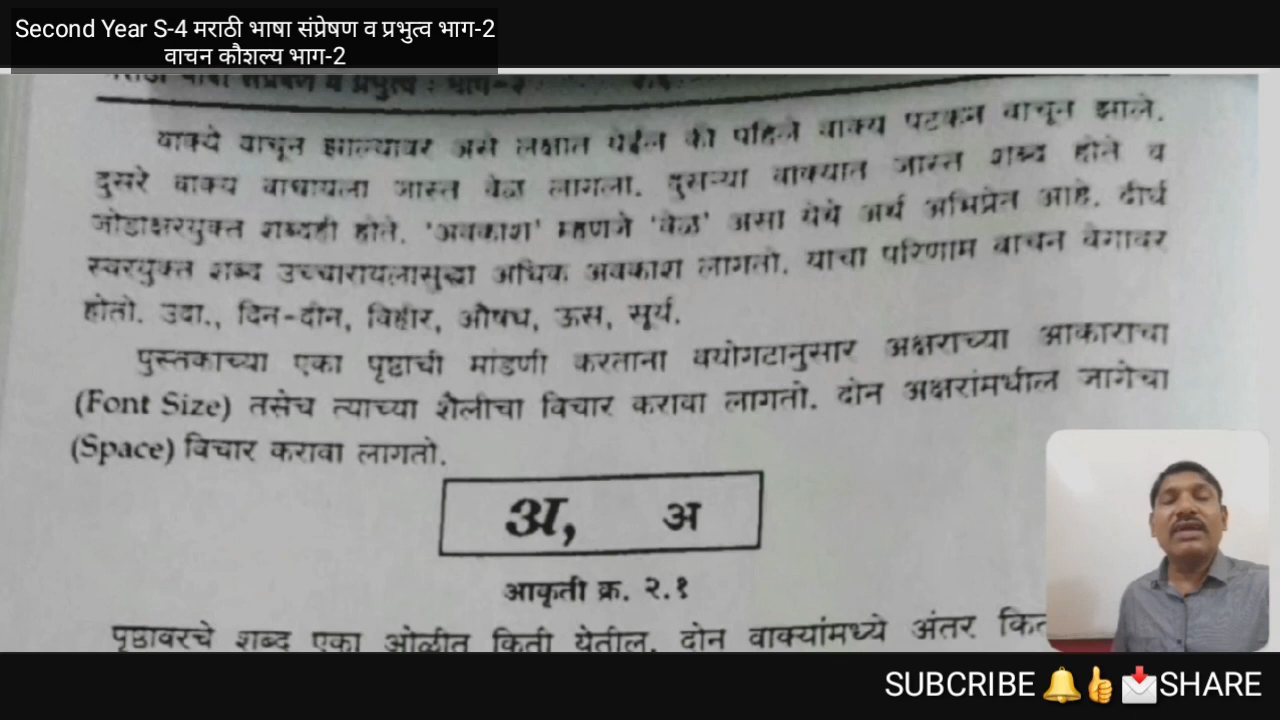 Second Year S-4 मराठी भाषा संप्रेषण व प्रभुत्व भाग-2
वाचन कौशल्य भाग-2
वाक्ये वाचून झाल्यावर असे लक्षात येईल की पहिले वाक्य पटकन वाचून झाले.
दुसरे वाक्य वाचायला जास्त वेळ लागला. दुसऱ्या वाक्यात जास्त शब्द होते व
जोडाक्षरयुक्त शब्दही होते. 'अवकाश' म्हणजे 'वेळ' असा येथे अर्थ अभिप्रेत आहे. दीर्घ
स्वरयुक्त शब्द उच्चारायलासुद्धा अधिक अवकाश लागतो. याचा परिणाम वाचन वेगावर
होतो. उदा., दिन-दीन, विहीर, औषध, ऊस, सूर्य.
पुस्तकाच्या एका पृष्ठाची मांडणी करताना वयोगटानुसार अक्षराच्या आकाराचा
(Font Size) तसेच त्याच्या शैलीचा विचार करावा लागतो. दोन अक्षरांमधील जागेचा
(Space) विचार करावा लागतो.
अ, अ
आकृती क्र. २.१
पृष्ठावरचे शब्द एका ओळीत किती येतील. दोन वाक्यांमध्ये अंतर
SUBCRIBE 🔔👍📩SHARE